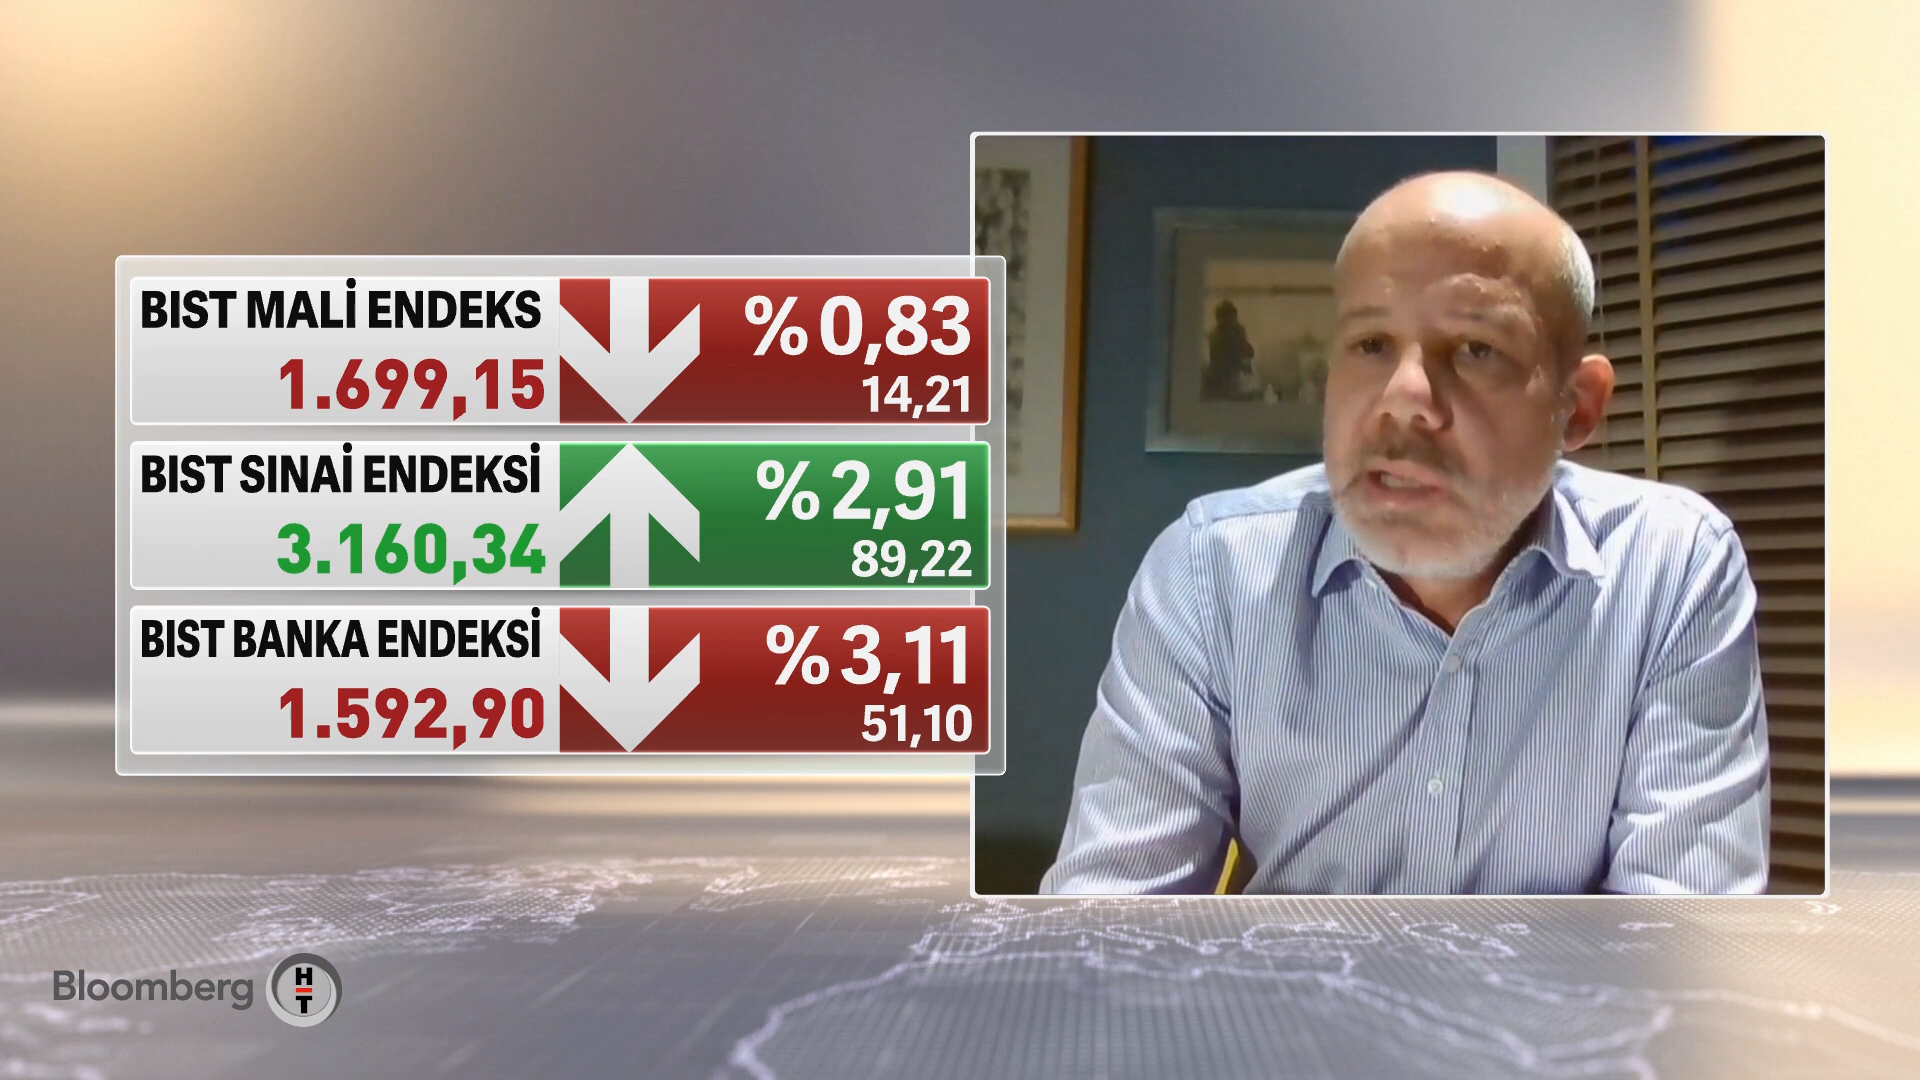 BIST MALİ ENDEKS
1.699,15
%0,83
14,21
BIST SINAİ ENDEKSİ
3.160,34
%2,91
89,22
BIST BANKA ENDEKSİ
1.592,90
%3,11
51,10
Bloomberg HT